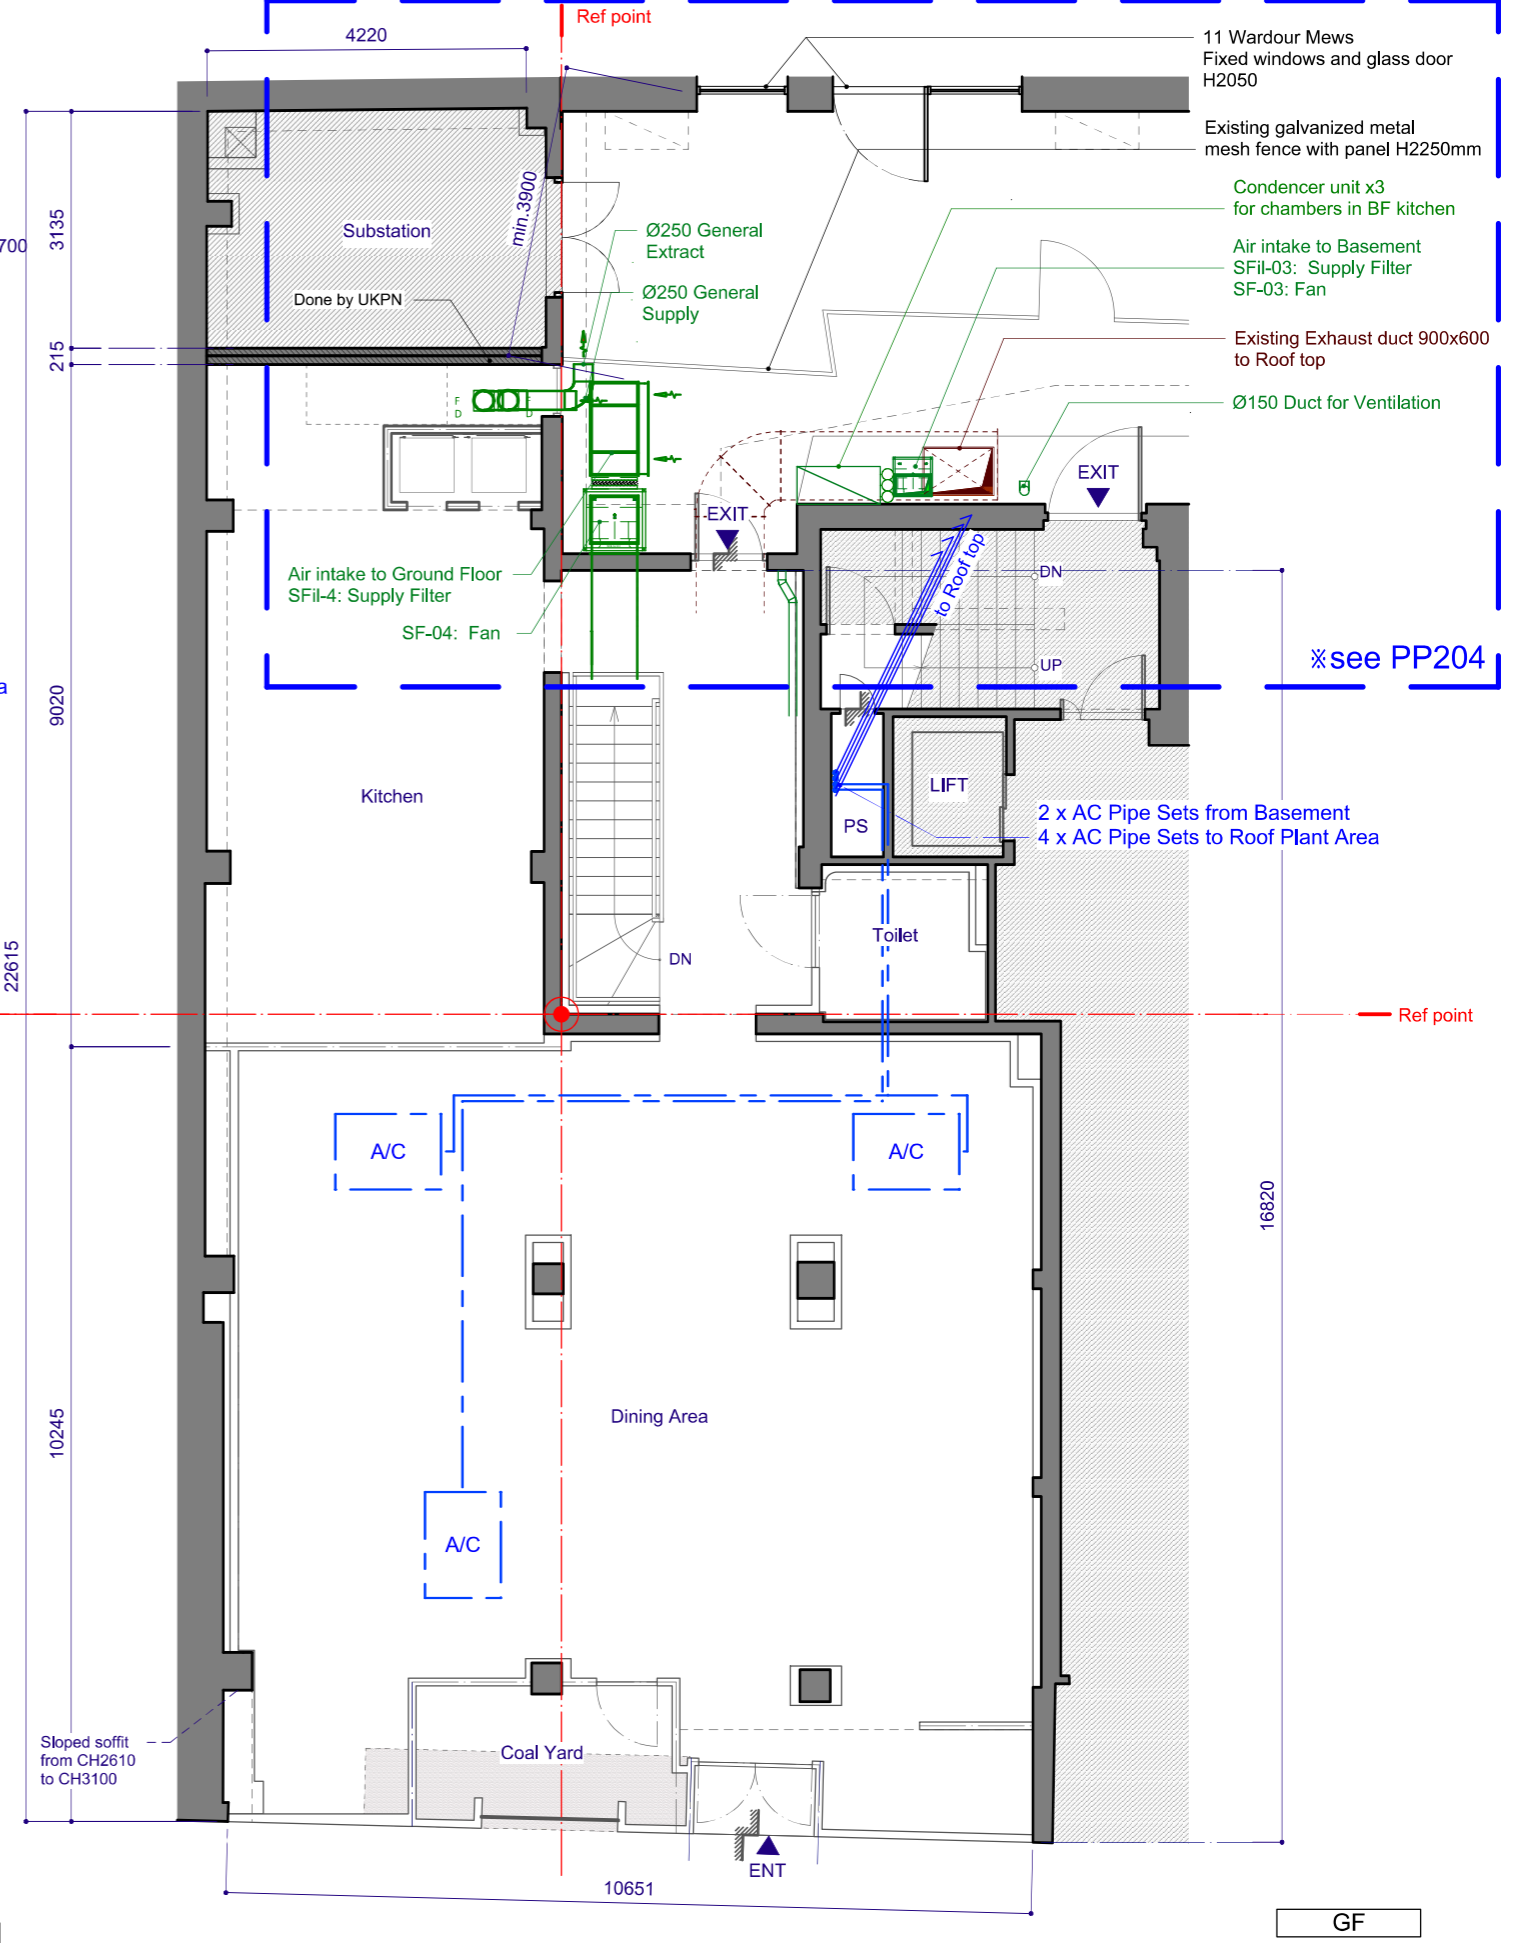 Ref point
4220
11 Wardour Mews
Fixed windows and glass door
H2050
Existing galvanized metal
mesh fence with panel H2250mm
Condencer unit x3
for chambers in BF kitchen
Substation
min.3900
3135
700
Ø250 General
Extract
Air intake to Basement
SFil-03: Supply Filter
SF-03: Fan
Ø250 General
Supply
Done by UKPN
215
Existing Exhaust duct 900x600
to Roof top
F
D
F
D
Ø150 Duct for Ventilation
EXIT
EXIT
Air intake to Ground Floor
SFil-4: Supply Filter
SF-04: Fan
to Roof top
DN
UP
※see PP204
a
9020
Kitchen
LIFT
PS
2 x AC Pipe Sets from Basement
4 x AC Pipe Sets to Roof Plant Area
Toilet
DN
22615
Ref point
A/C
A/C
16820
10245
Dining Area
A/C
Sloped soffit
from CH2610
to CH3100
Coal Yard
ENT
10651
GF